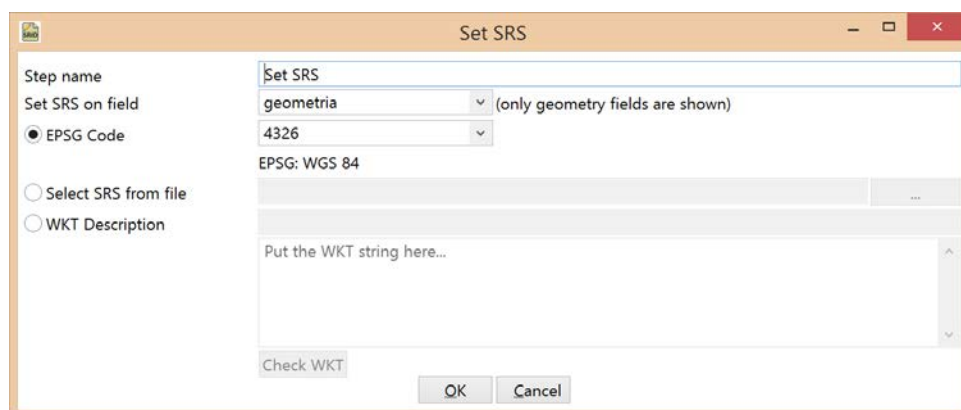 Set SRS
Step name Set SRS
Set SRS on field geometria (only geometry fields are shown)
EPSG Code 4326
EPSG: WGS 84
Select SRS from file ...
WKT Description
Put the WKT string here...
Check WKT
OK Cancel